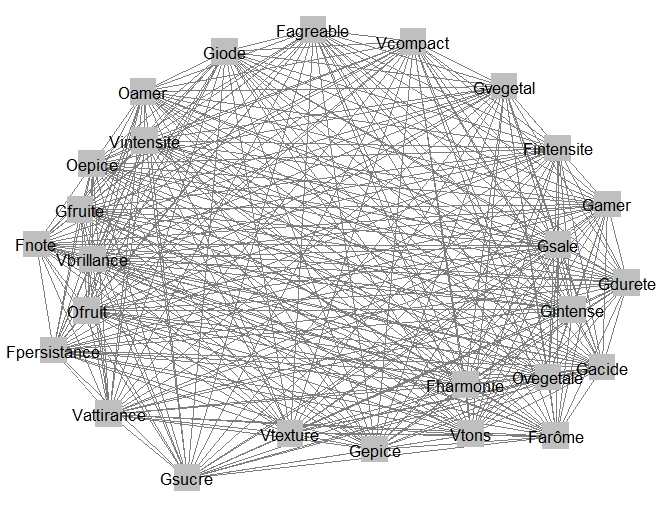 Fagreable
Vcompact
Giode
Gvegetal
Oamer
Vintensite
Fintensite
Oepice
Gamer
Gfruite
Fnote
Gsale
Vbrillance
Gdurete
Ofruit
Gintense
Fpersistance
Gacide
Ovegetale
Fharmonie
Vattirance
Vtexture
Vtons
Farôme
Gepice
Gsucre